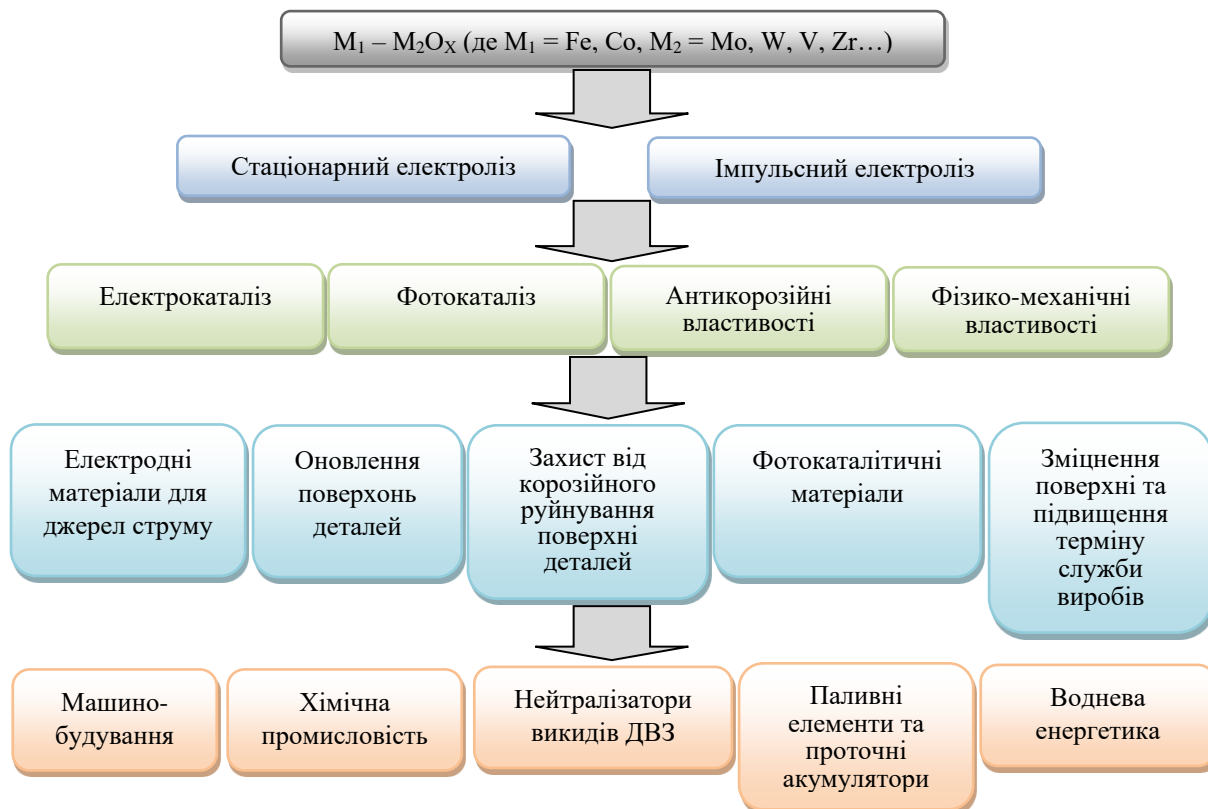 M₁ – M₂Oₓ (де M₁ = Fe, Co, M₂ = Mo, W, V, Zr…)
Стаціонарний електроліз
Імпульсний електроліз
Електрокаталіз
Фотокаталіз
Антикорозійні
властивості
Фізико-механічні
властивості
Електродні
матеріали для
джерел струму
Оновлення
поверхонь
деталей
Захист від
корозійного
руйнування
поверхні
деталей
Фотокаталітичні
матеріали
Зміцнення
поверхні та
підвищення
терміну
служби
виробів
Машино-
будування
Хімічна
промисловість
Нейтралізатори
викидів ДВЗ
Паливні
елементи та
проточні
акумулятори
Воднева
енергетика